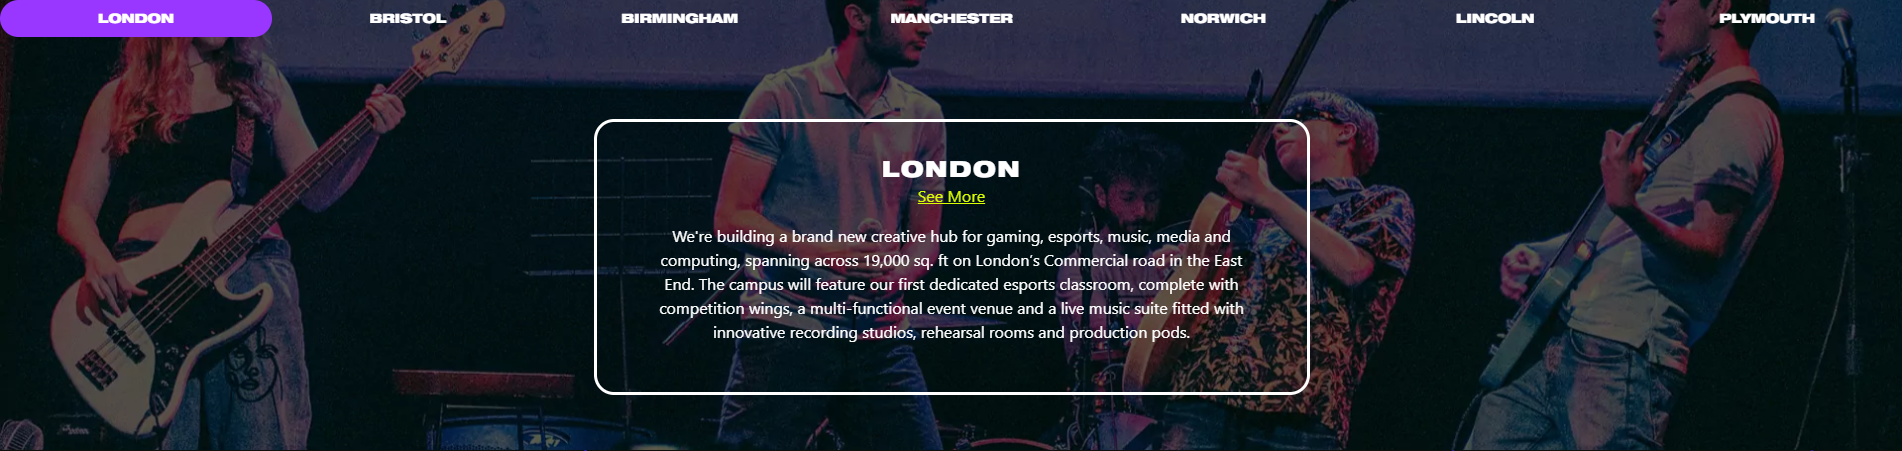 LONDON BRISTOL BIRMINGHAM MANCHESTER NORWICH LINCOLN PLYMOUTH
LONDON
See More
We're building a brand new creative hub for gaming, esports, music, media and
computing, spanning across 19,000 sq. ft on London’s Commercial road in the East
End. The campus will feature our first dedicated esports classroom, complete with
competition wings, a multi-functional event venue and a live music suite fitted with
innovative recording studios, rehearsal rooms and production pods.